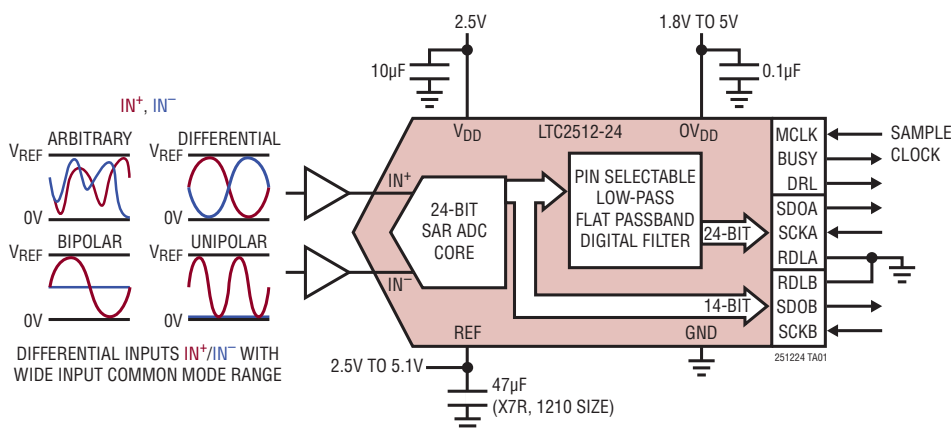 2.5V
1.8V TO 5V
10µF
0.1µF
IN+, IN−
ARBITRARY
DIFFERENTIAL
VREF
VREF
0V
0V
BIPOLAR
UNIPOLAR
VREF
VREF
0V
0V
DIFFERENTIAL INPUTS IN+/IN− WITH
WIDE INPUT COMMON MODE RANGE
VDD
LTC2512-24
OVDD
IN+
IN−
24-BIT
SAR ADC
CORE
PIN SELECTABLE
LOW-PASS
FLAT PASSBAND
DIGITAL FILTER
24-BIT
14-BIT
REF
GND
MCLK
BUSY
DRL
SDOA
SCKA
RDLA
RDLB
SDOB
SCKB
SAMPLE
CLOCK
251224 TA01
2.5V TO 5.1V
47µF
(X7R, 1210 SIZE)